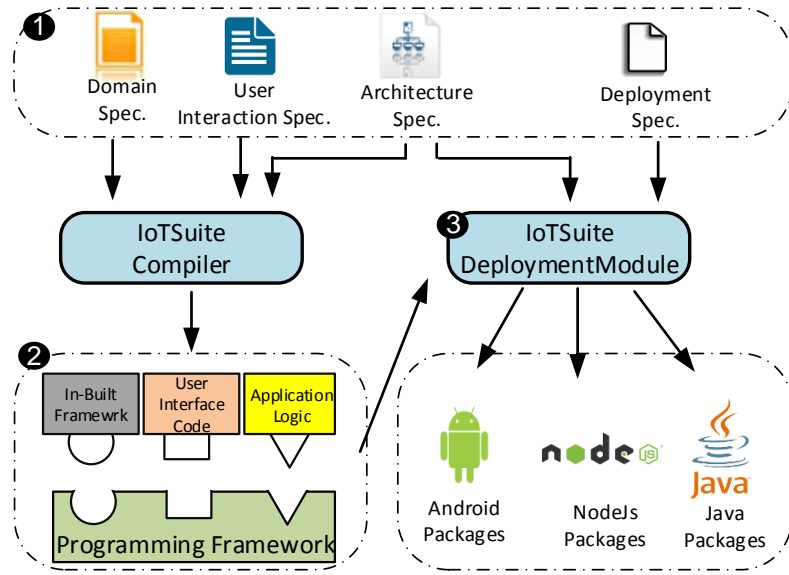 1
Domain
Spec.
User
Interaction Spec.
Architecture
Spec.
Deployment
Spec.
IoTSuite
Compiler
3
IoTSuite
DeploymentModule
2
In-Built
Framewrk
User
Interface
Code
Application
Logic
Programming Framework
Android
Packages
node JS
NodeJs
Packages
Java
Java
Packages